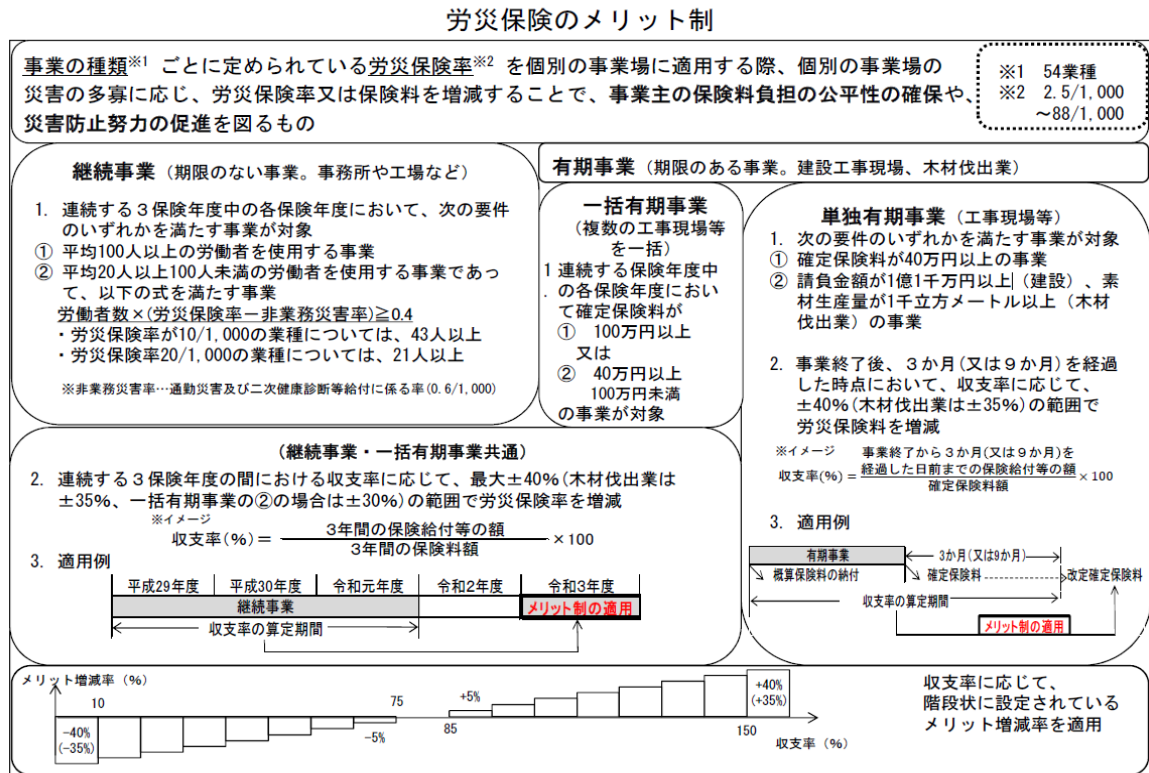 労災保険のメリット制
事業の種類※1 ごとに定められている労災保険率※2 を個別の事業場に適用する際、個別の事業場の
災害の多寡に応じ、労災保険率又は保険料を増減することで、事業主の保険料負担の公平性の確保や、
災害防止努力の促進を図るもの
※1 54業種
※2 2.5/1,000
～88/1,000
継続事業（期限のない事業。事務所や工場など）
1. 連続する３保険年度中の各保険年度において、次の要件
のいずれかを満たす事業が対象
① 平均100人以上の労働者を使用する事業
② 平均20人以上100人未満の労働者を使用する事業であっ
て、以下の式を満たす事業
労働者数×(労災保険率－非業務災害率)≧0.4
・労災保険率が10/1,000の業種については、43人以上
・労災保険率20/1,000の業種については、21人以上
※非業務災害率…通勤災害及び二次健康診断等給付に係る率(0.6/1,000)
有期事業（期限のある事業。建設工事現場、木材伐出業）
一括有期事業
（複数の工事現場等
を一括）
1 連続する保険年度中
. の各保険年度におい
て確定保険料が
① 100万円以上
又は
② 40万円以上
100万円未満
の事業が対象
単独有期事業（工事現場等）
1. 次の要件のいずれかを満たす事業が対象
① 確定保険料が40万円以上の事業
② 請負金額が1億1千万円以上（建設）、素
材生産量が1千立方メートル以上（木材
伐出業）の事業
2. 事業終了後、３か月(又は９か月)を経過
した時点において、収支率に応じて、
±40%(木材伐出業は±35%)の範囲で
労災保険料を増減
※イメージ 事業終了から３か月(又は９か月)を
収支率(%)＝経過した日前までの保険給付等の額×100
確定保険料額
3. 適用例
有期事業
3か月(又は9か月)
概算保険料の納付
確定保険料
改定確定保険料
収支率の算定期間
メリット制の適用
（継続事業・一括有期事業共通）
2. 連続する３保険年度の間における収支率に応じて、最大±40%(木材伐出業は
±35%、一括有期事業の②の場合は±30%)の範囲で労災保険率を増減
※イメージ
収支率(%)＝ 3年間の保険給付等の額 ×100
3年間の保険料額
3. 適用例
平成29年度 平成30年度 令和元年度 令和2年度 令和3年度
継続事業 メリット制の適用
収支率の算定期間
メリット増減率（%）
10
75
+5%
+40%
(+35%)
-40%
(-35%)
-5%
85
150
収支率（%）
収支率に応じて、
階段状に設定されている
メリット増減率を適用